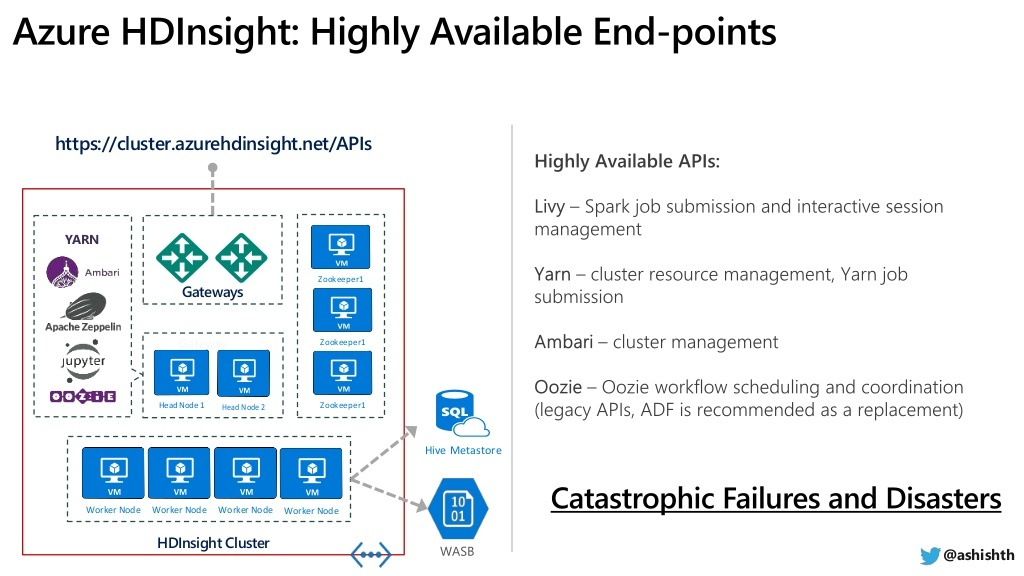 Azure HDInsight: Highly Available End-points
https://cluster.azurehdinsight.net/APIs
YARN
Ambari
Apache Zeppelin
jupyter
OOZIE
Gateways
VM
Head Node 1
VM
Head Node 2
VM
Zookeeper1
VM
Zookeeper1
VM
Zookeeper1
VM
Worker Node
VM
Worker Node
VM
Worker Node
VM
Worker Node
HDInsight Cluster
SQL
Hive Metastore
10
01
WASB
Highly Available APIs:
Livy – Spark job submission and interactive session
management
Yarn – cluster resource management, Yarn job
submission
Ambari – cluster management
Oozie – Oozie workflow scheduling and coordination
(legacy APIs, ADF is recommended as a replacement)
Catastrophic Failures and Disasters
@ashishth